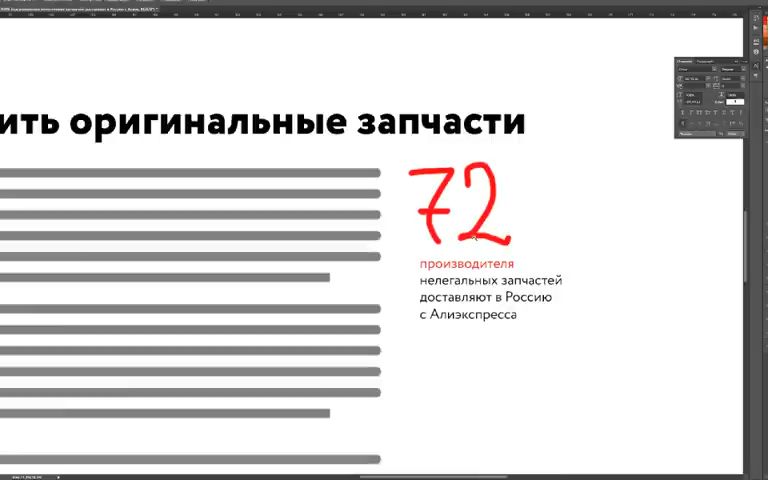 ить оригинальные запчасти
72
производителя
нелегальных запчастей
доставляют в Россию
с Алиэкспресса